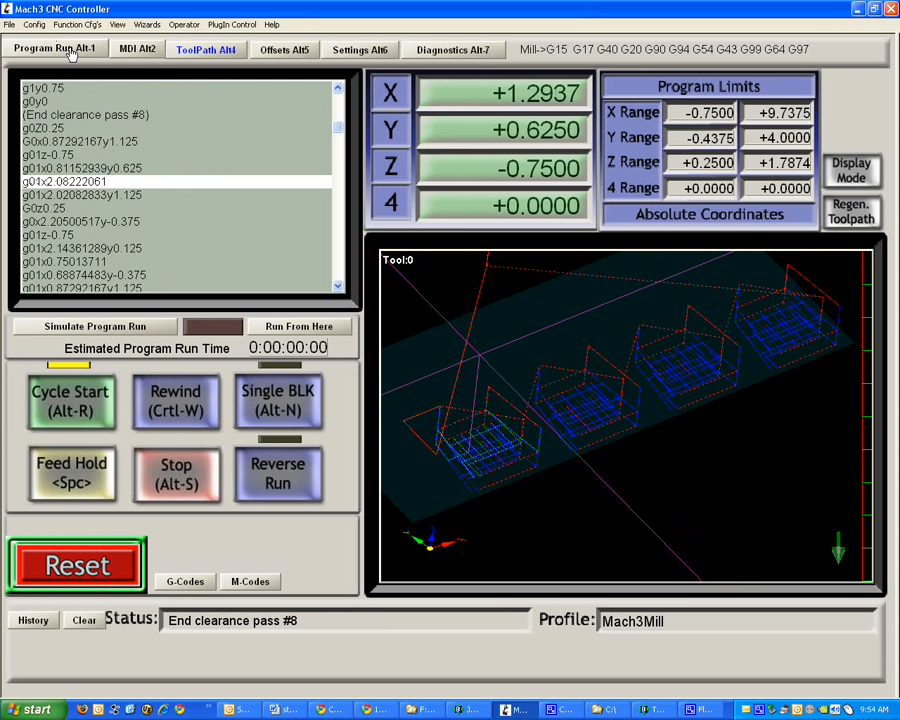 Mach3 CNC Controller
File Config Function Cfg's View Wizards Operator PlugIn Control Help
Program Run Alt-1 MDI Alt2 ToolPath Alt4 Offsets Alt5 Settings Alt6 Diagnostics Alt-7 Mill->G15 G17 G40 G20 G90 G94 G54 G43 G99 G64 G97
g1y0.75
g0y0
(End clearance pass #8)
g0Z0.25
G0x0.87292167y1.125
g01z-0.75
g01x0.81152939y0.625
g01x2.08222061
g01x2.02082833y1.125
G0z0.25
g0x2.20500517y-0.375
g01z-0.75
g01x2.14361289y0.125
g01x0.75013711
g01x0.68874483y-0.375
g01x0.87292167y1.125
X +1.2937
Y +0.6250
Z -0.7500
4 +0.0000
Program Limits
X Range -0.7500 +9.7375
Y Range -0.4375 +4.0000
Z Range +0.2500 +1.7874
4 Range +0.0000 +0.0000
Absolute Coordinates
Display
Mode
Regen.
Toolpath
Tool:0
Simulate Program Run Run From Here
Estimated Program Run Time 0:00:00:00
Cycle Start
(Alt-R)
Rewind
(Crtl-W)
Single BLK
(Alt-N)
Feed Hold
<Spc>
Stop
(Alt-S)
Reverse
Run
Reset
G-Codes M-Codes
History Clear Status: End clearance pass #8 Profile: Mach3Mill
start S... st... C... 1... F:... J... M... C... C:\ T... Fl... 9:54 AM